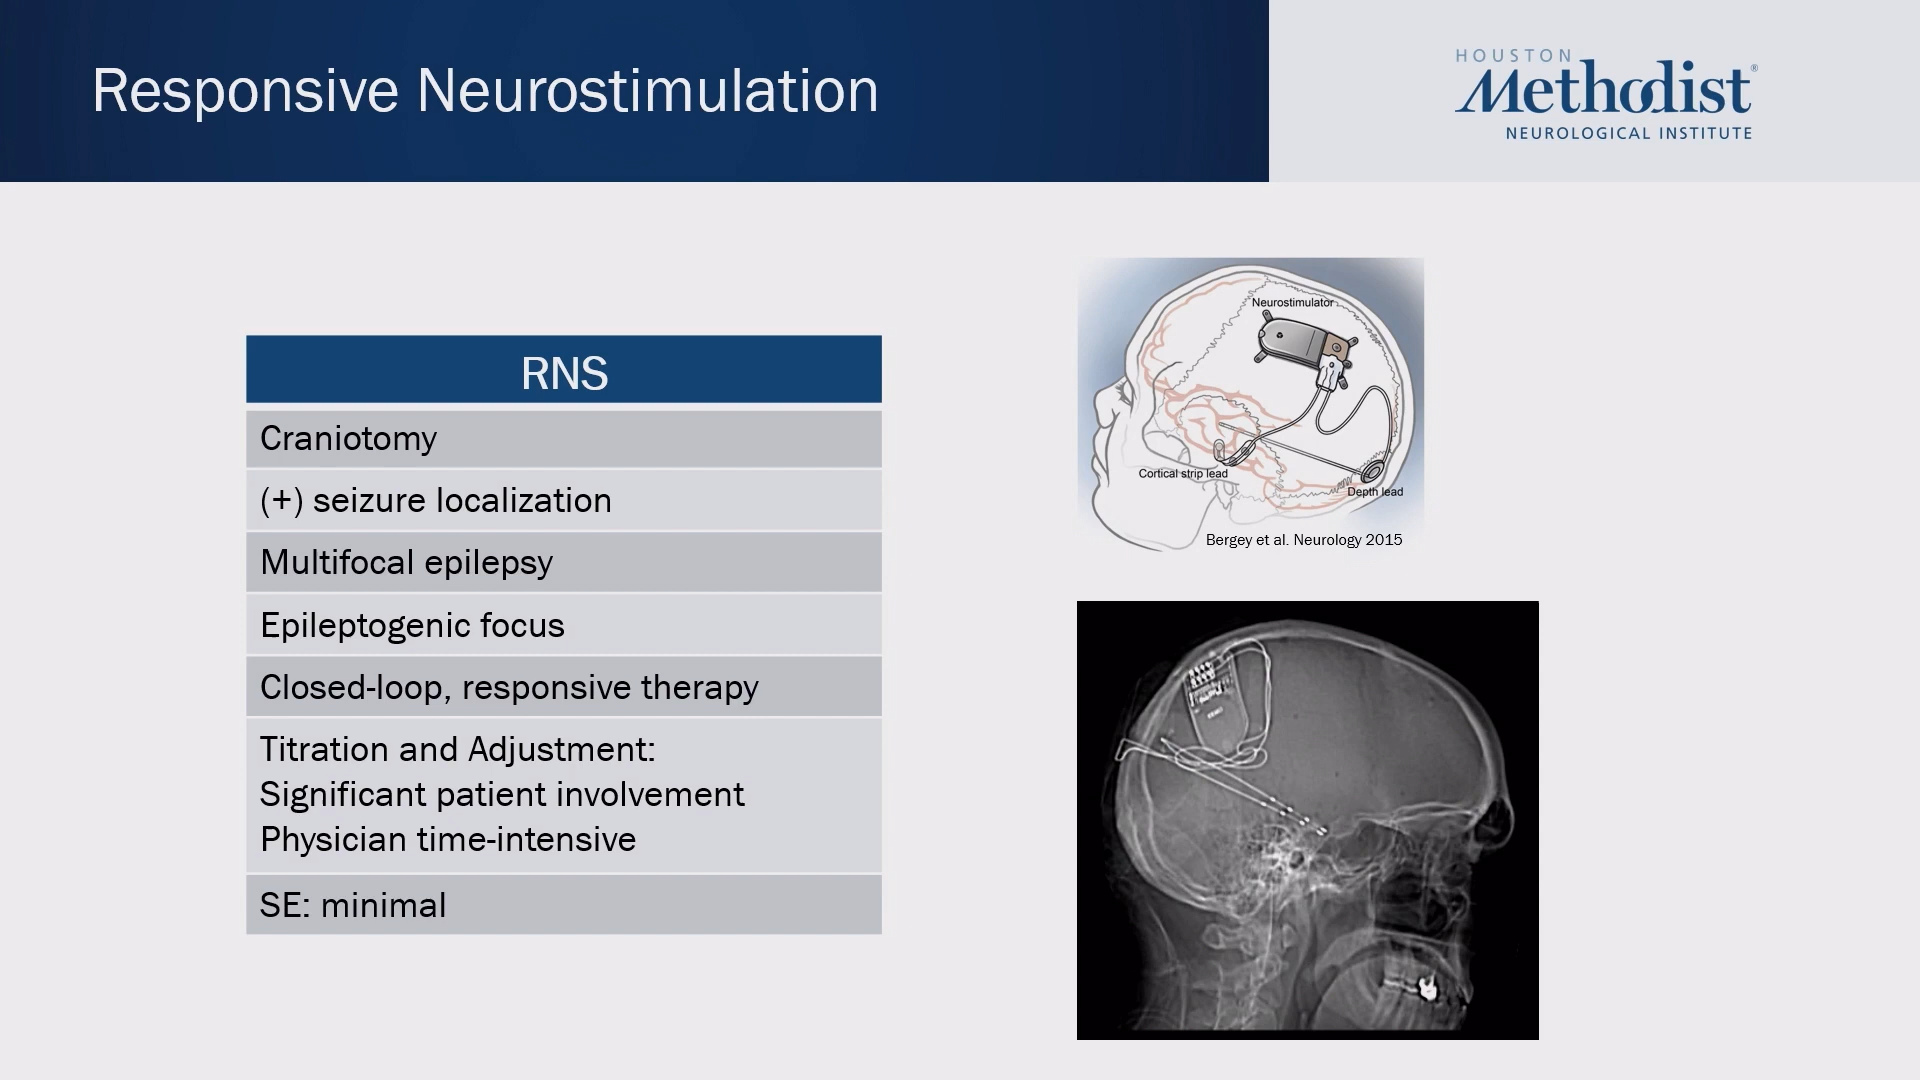 Responsive Neurostimulation
HOUSTON
Methodist®
NEUROLOGICAL INSTITUTE
RNS
Craniotomy
(+) seizure localization
Multifocal epilepsy
Epileptogenic focus
Closed-loop, responsive therapy
Titration and Adjustment:
Significant patient involvement
Physician time-intensive
SE: minimal
Neurostimulator
Cortical strip lead
Depth lead
Bergey et al. Neurology 2015